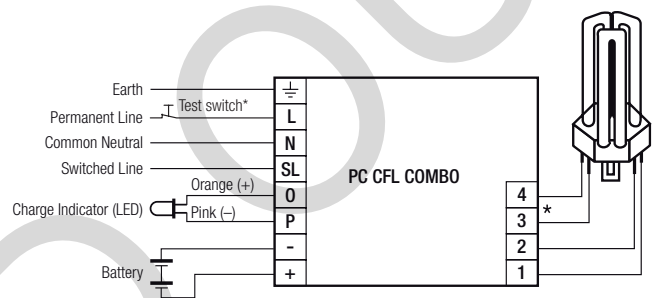 Earth
Test switch*
Permanent Line
L
Common Neutral
N
Switched Line
SL
PC CFL COMBO
Orange (+)
O
4
Charge Indicator (LED)
Pink (–)
P
3
*
-
2
Battery
+
1